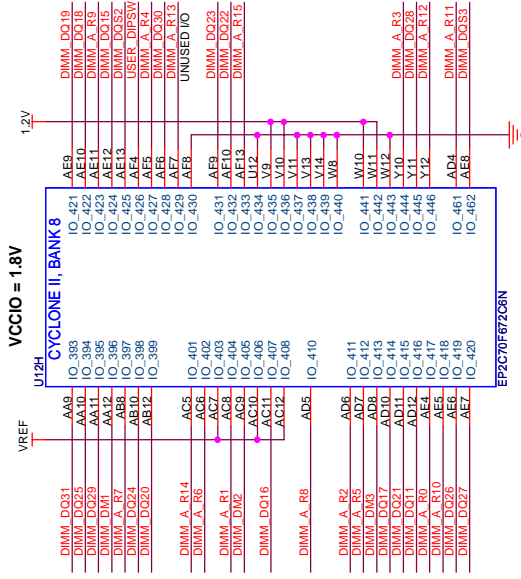 VCCIO = 1.8V
U12H
CYCLONE II, BANK 8
EP2C70F672C6N
VREF
1.2V
DIMM_DQ31 AA9 IO_393
DIMM_DQ25 AA10 IO_394
DIMM_DQ29 AA11 IO_395
DIMM_DM1 AA12 IO_396
DIMM_A_R7 AB8 IO_397
DIMM_DQ24 AB10 IO_398
DIMM_DQ20 AB12 IO_399
DIMM_A_R14 AC5 IO_401
DIMM_A_R6 AC6 IO_402
AC7 IO_403
DIMM_A_R1 AC8 IO_404
DIMM_DM2 AC9 IO_405
AC10 IO_406
DIMM_DQ16 AC11 IO_407
AC12 IO_408
DIMM_A_R8 AD5 IO_410
DIMM_A_R2 AD6 IO_411
DIMM_A_R5 AD7 IO_412
DIMM_DM3 AD8 IO_413
DIMM_DQ17 AD10 IO_414
DIMM_DQ21 AD11 IO_415
DIMM_DQ11 AD12 IO_416
DIMM_A_R0 AE4 IO_417
DIMM_A_R10 AE5 IO_418
DIMM_DQ26 AE6 IO_419
DIMM_DQ27 AE7 IO_420
IO_421 AE9 DIMM_DQ19
IO_422 AE10 DIMM_DQ18
IO_423 AE11 DIMM_A_R9
IO_424 AE12 DIMM_DQ15
IO_425 AE13 DIMM_DQS2
IO_426 AF4 USER_DIPSW
IO_427 AF5 DIMM_A_R4
IO_428 AF6 DIMM_DQ30
IO_429 AF7 DIMM_A_R13
IO_430 AF8 UNUSED I/O
IO_431 AF9 DIMM_DQ23
IO_432 AF10 DIMM_DQ22
IO_433 AF13 DIMM_A_R15
IO_434 U12
IO_435 V9
IO_436 V10
IO_437 V11
IO_438 V13
IO_439 V14
IO_440 W8
IO_441 W10
IO_442 W11
IO_443 W12
IO_444 Y10 DIMM_A_R3
IO_445 Y11 DIMM_DQ28
IO_446 Y12 DIMM_A_R12
IO_461 AD4 DIMM_A_R11
IO_462 AE8 DIMM_DQS3